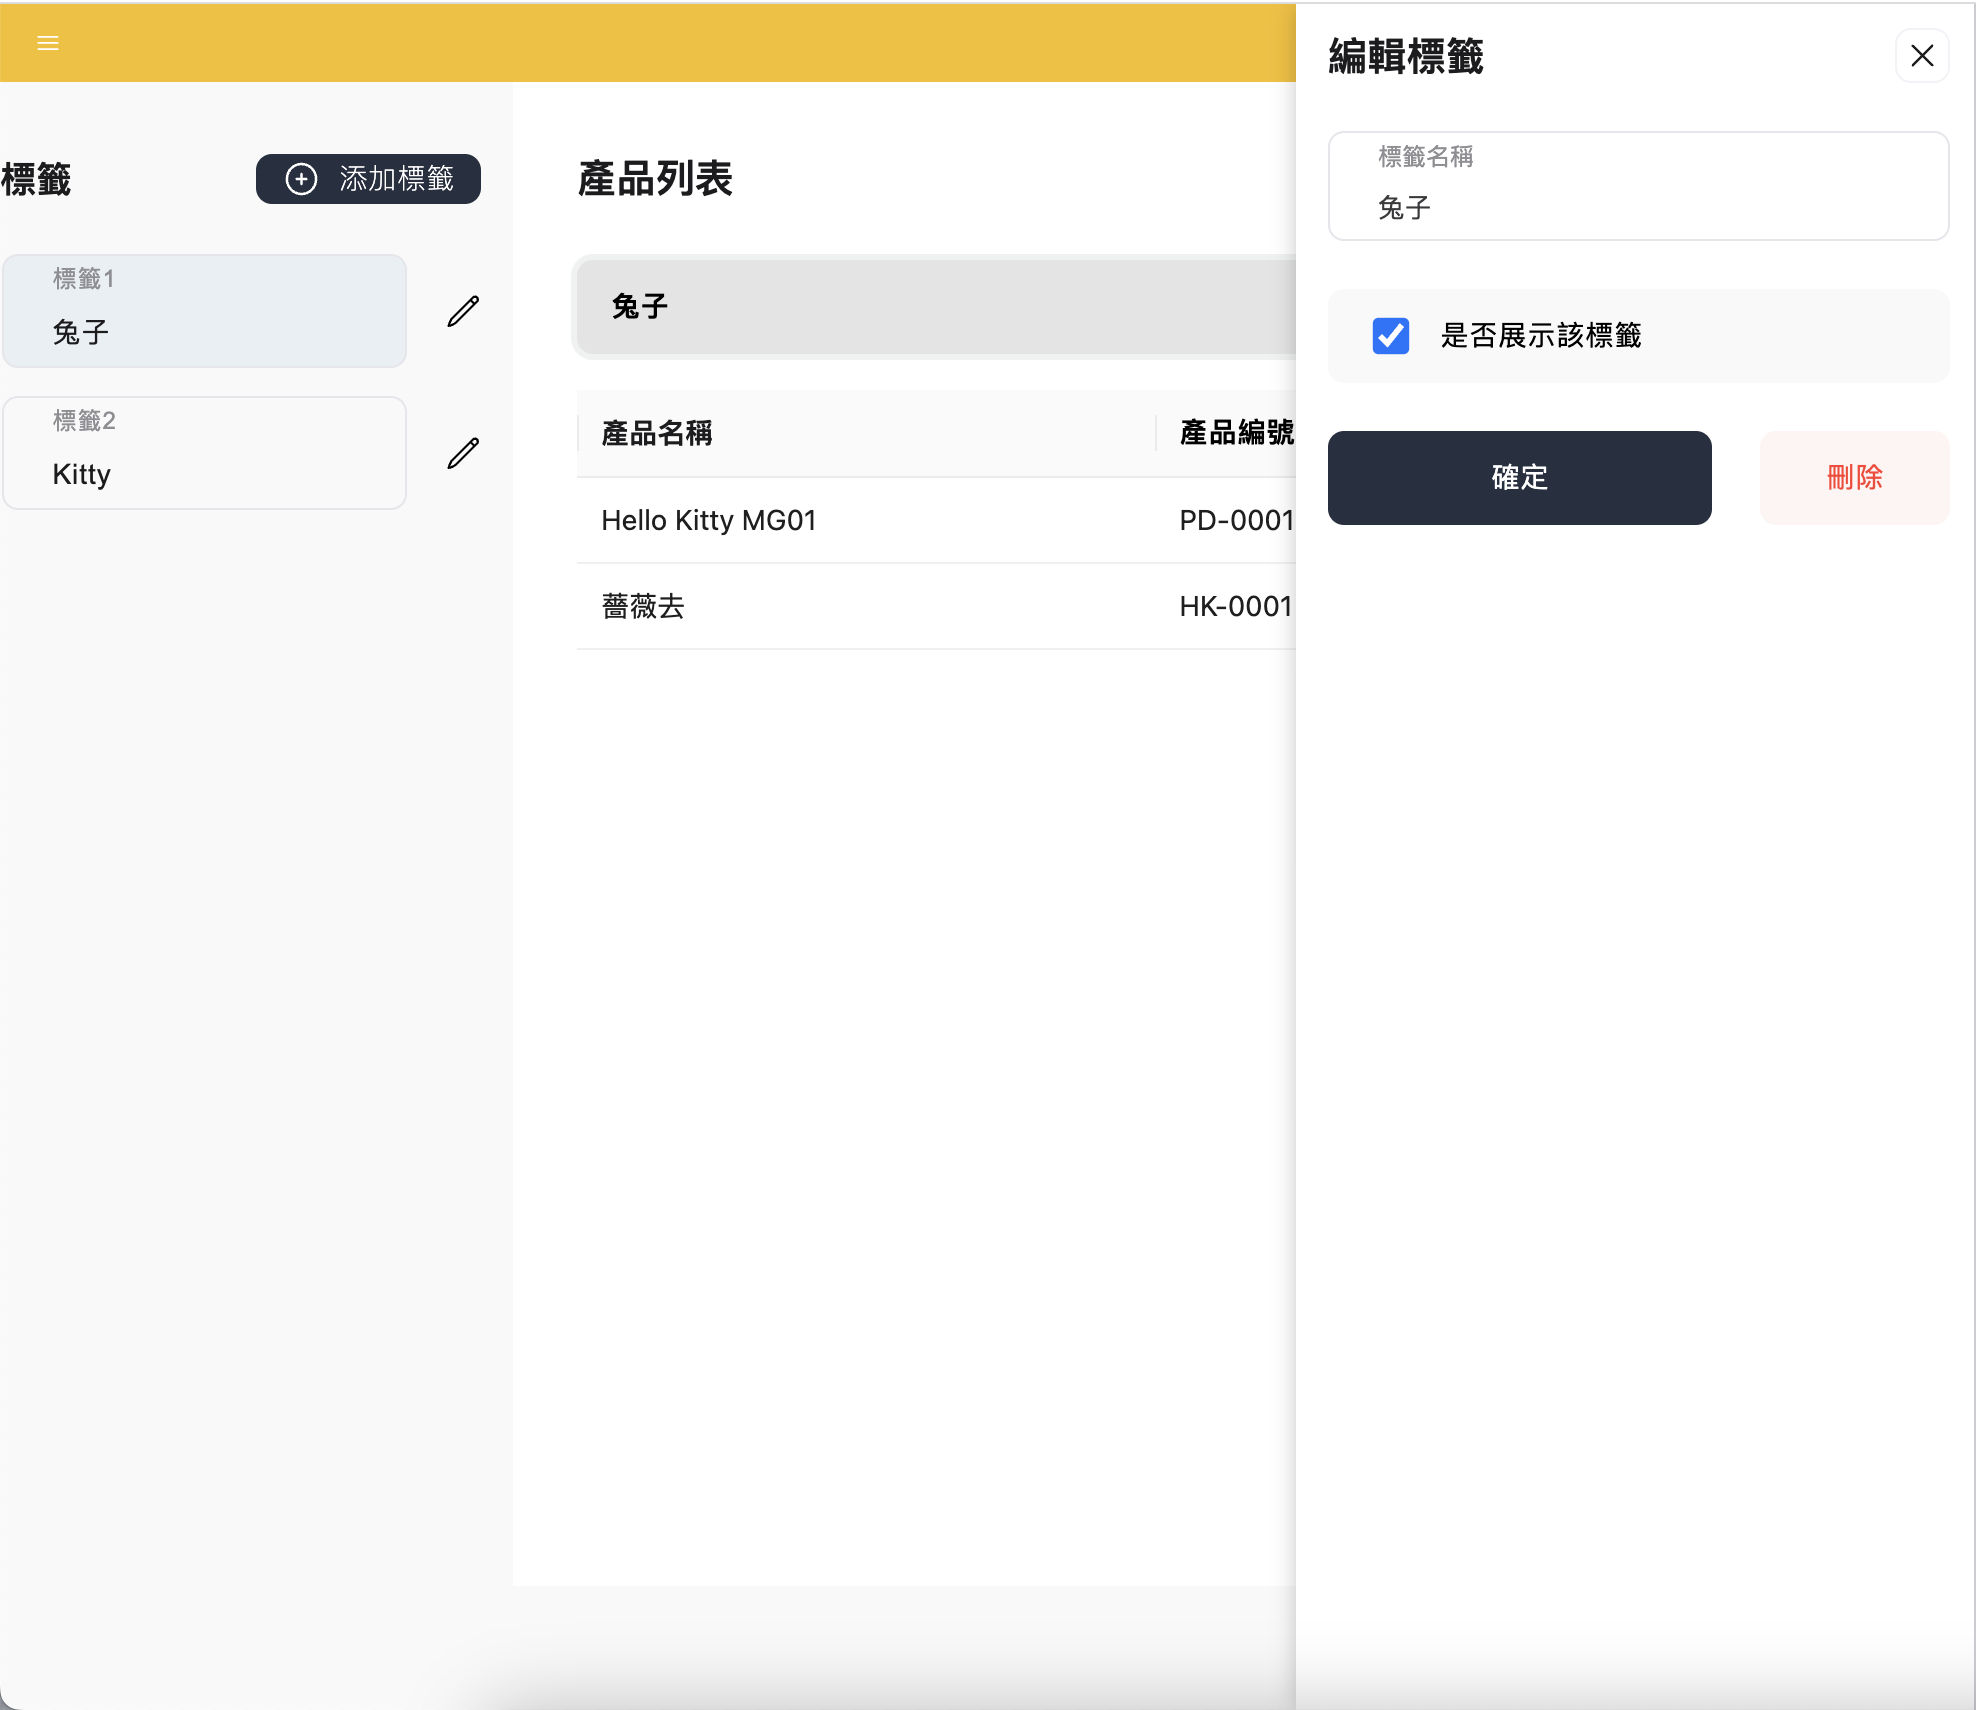 標籤
添加標籤
標籤1
兔子
標籤2
Kitty
產品列表
兔子
產品名稱 產品編號
Hello Kitty MG01 PD-0001
薔薇去 HK-0001
編輯標籤
標籤名稱
兔子
是否展示該標籤
確定 刪除